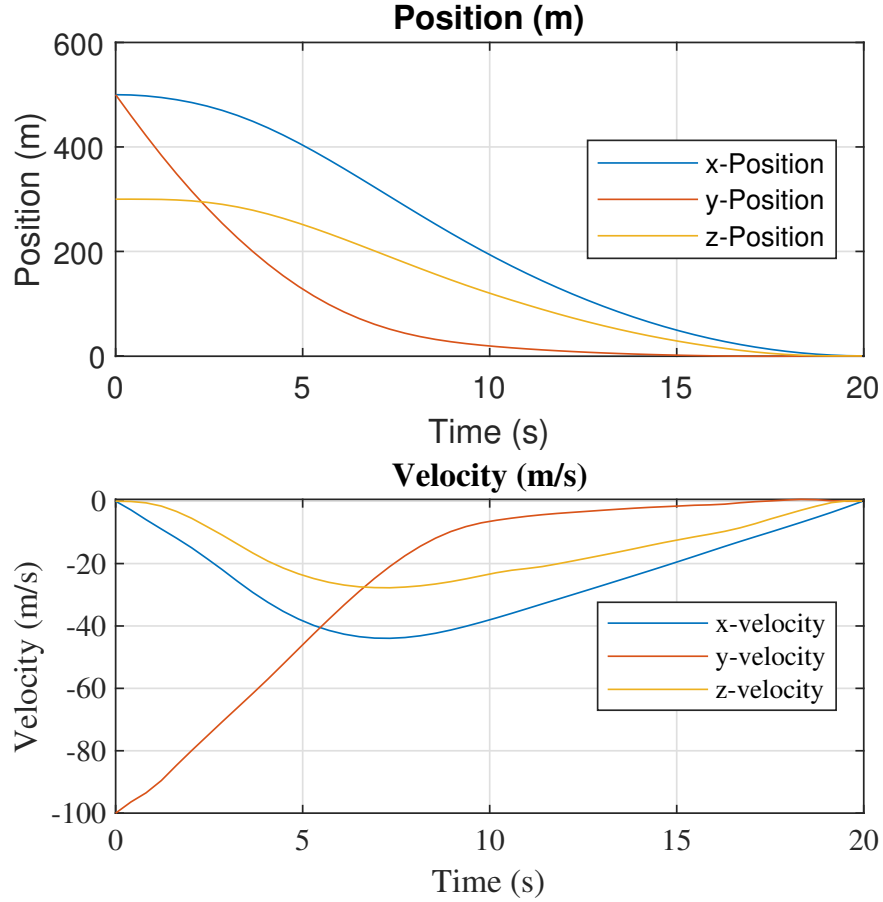 Position (m)
600
400
200
0
Position (m)
x-Position
y-Position
z-Position
0
5
10
15
20
Time (s)
Velocity (m/s)
0
-20
-40
-60
-80
-100
Velocity (m/s)
x-velocity
y-velocity
z-velocity
0
5
10
15
20
Time (s)